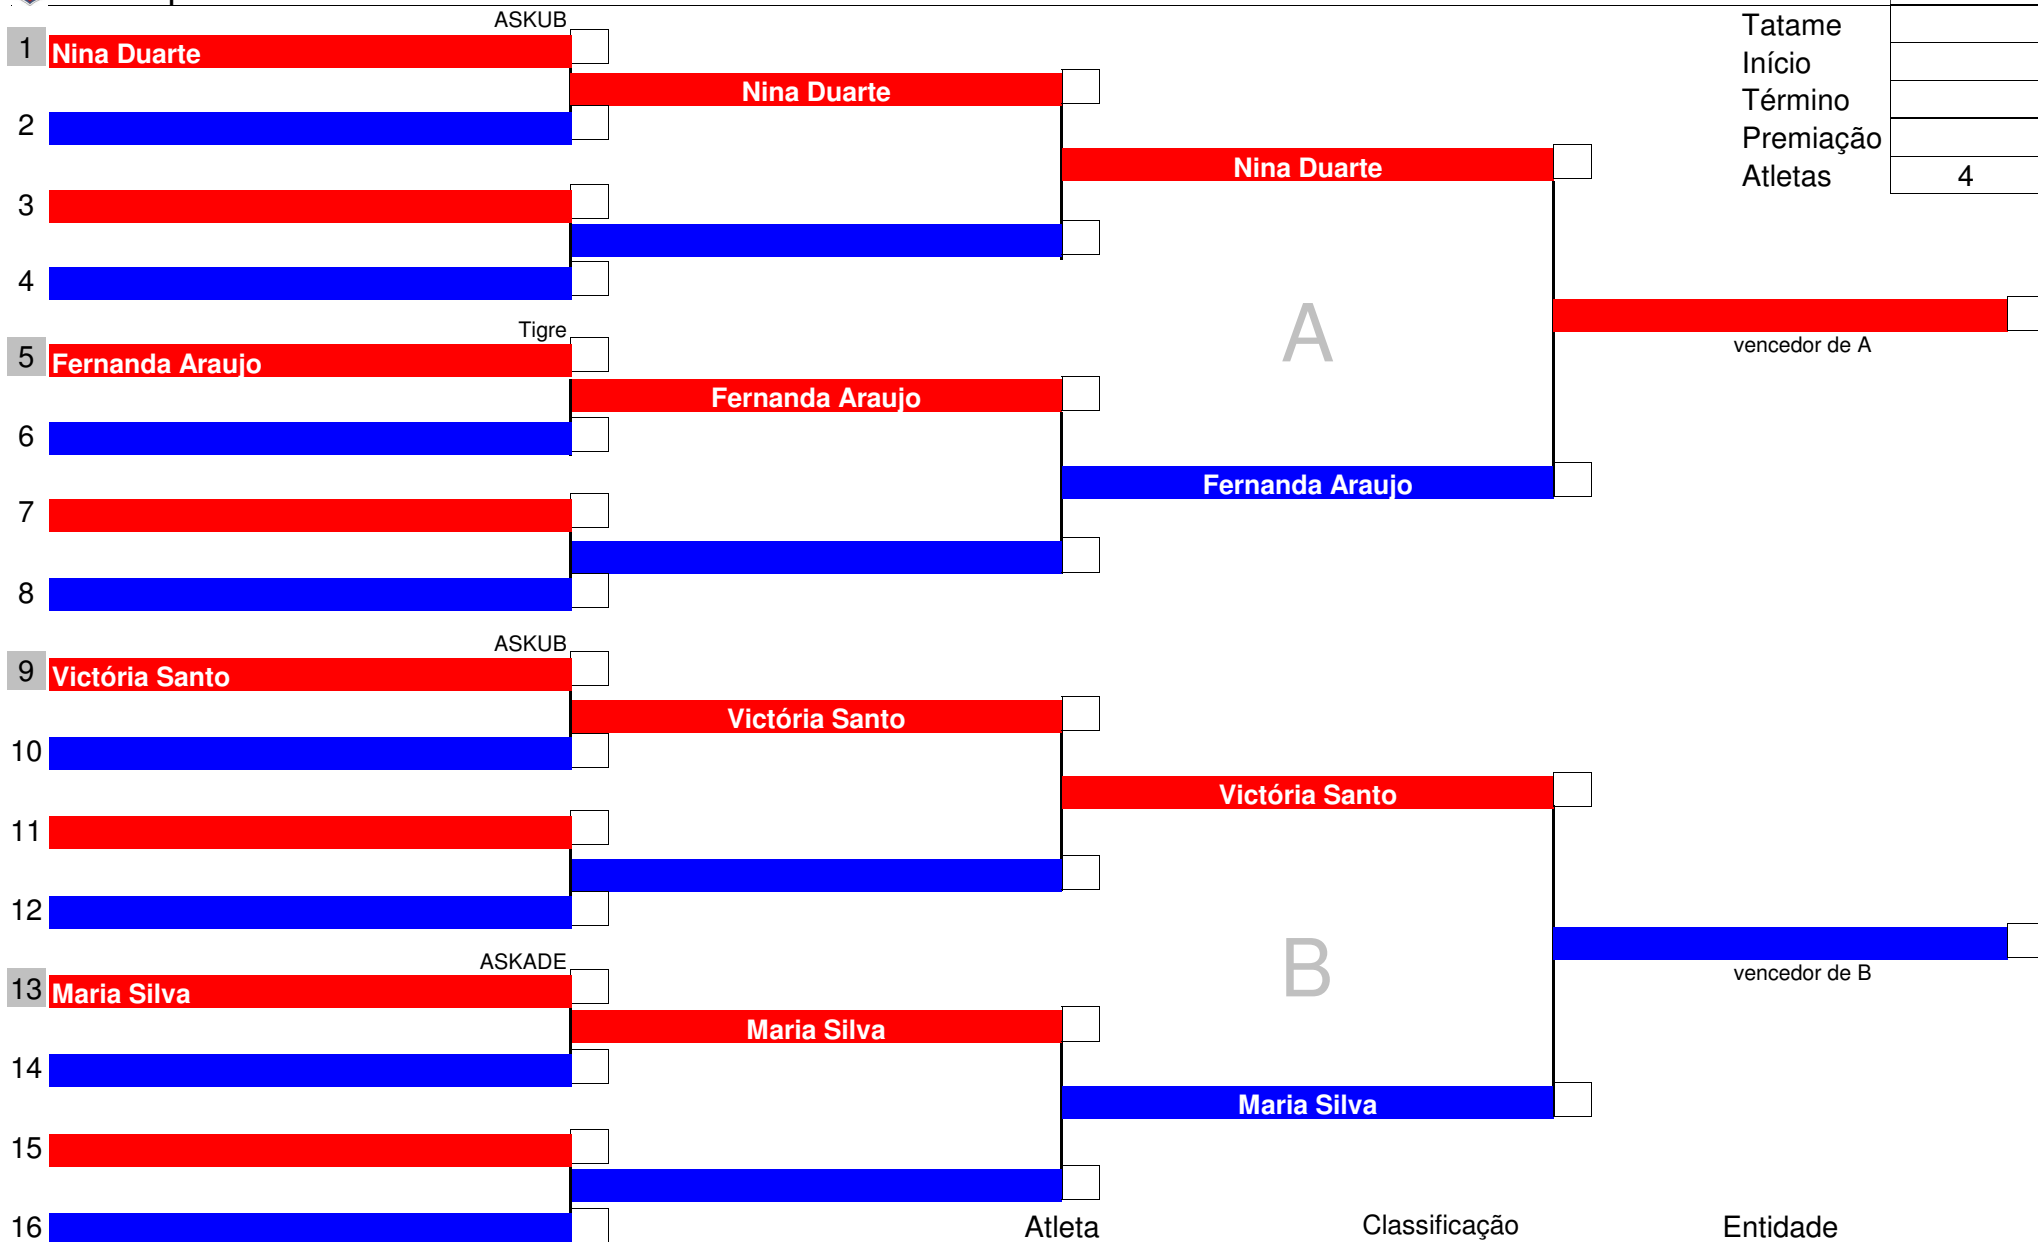 ASKUB
1 Nina Duarte
Nina Duarte
2
Nina Duarte
3
4
Tigre
5 Fernanda Araujo
Fernanda Araujo
6
Fernanda Araujo
7
8
A
vencedor de A
ASKUB
9 Victória Santo
Victória Santo
10
Victória Santo
11
12
ASKADE
13 Maria Silva
Maria Silva
14
Maria Silva
15
16
B
vencedor de B
Tatame
Início
Término
Premiação
Atletas 4
Atleta Classificação Entidade